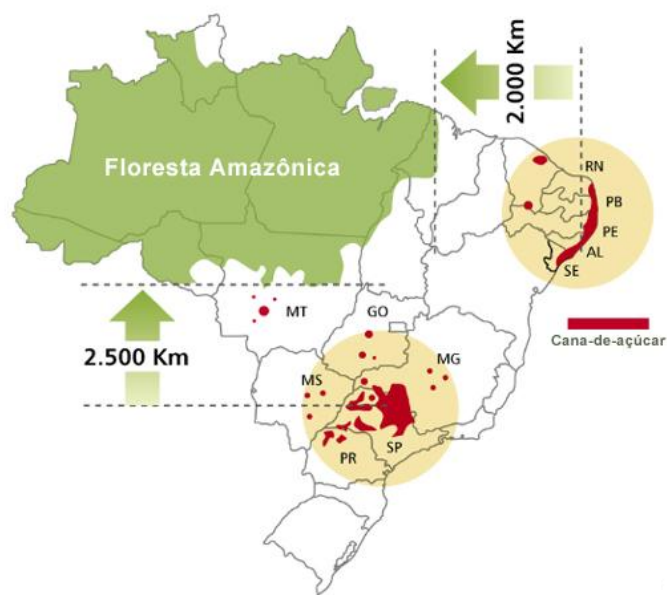 2.000 Km
Floresta Amazônica
RN
PB
PE
AL
SE
Cana-de-açúcar
MT
GO
2.500 Km
MG
MS
SP
PR